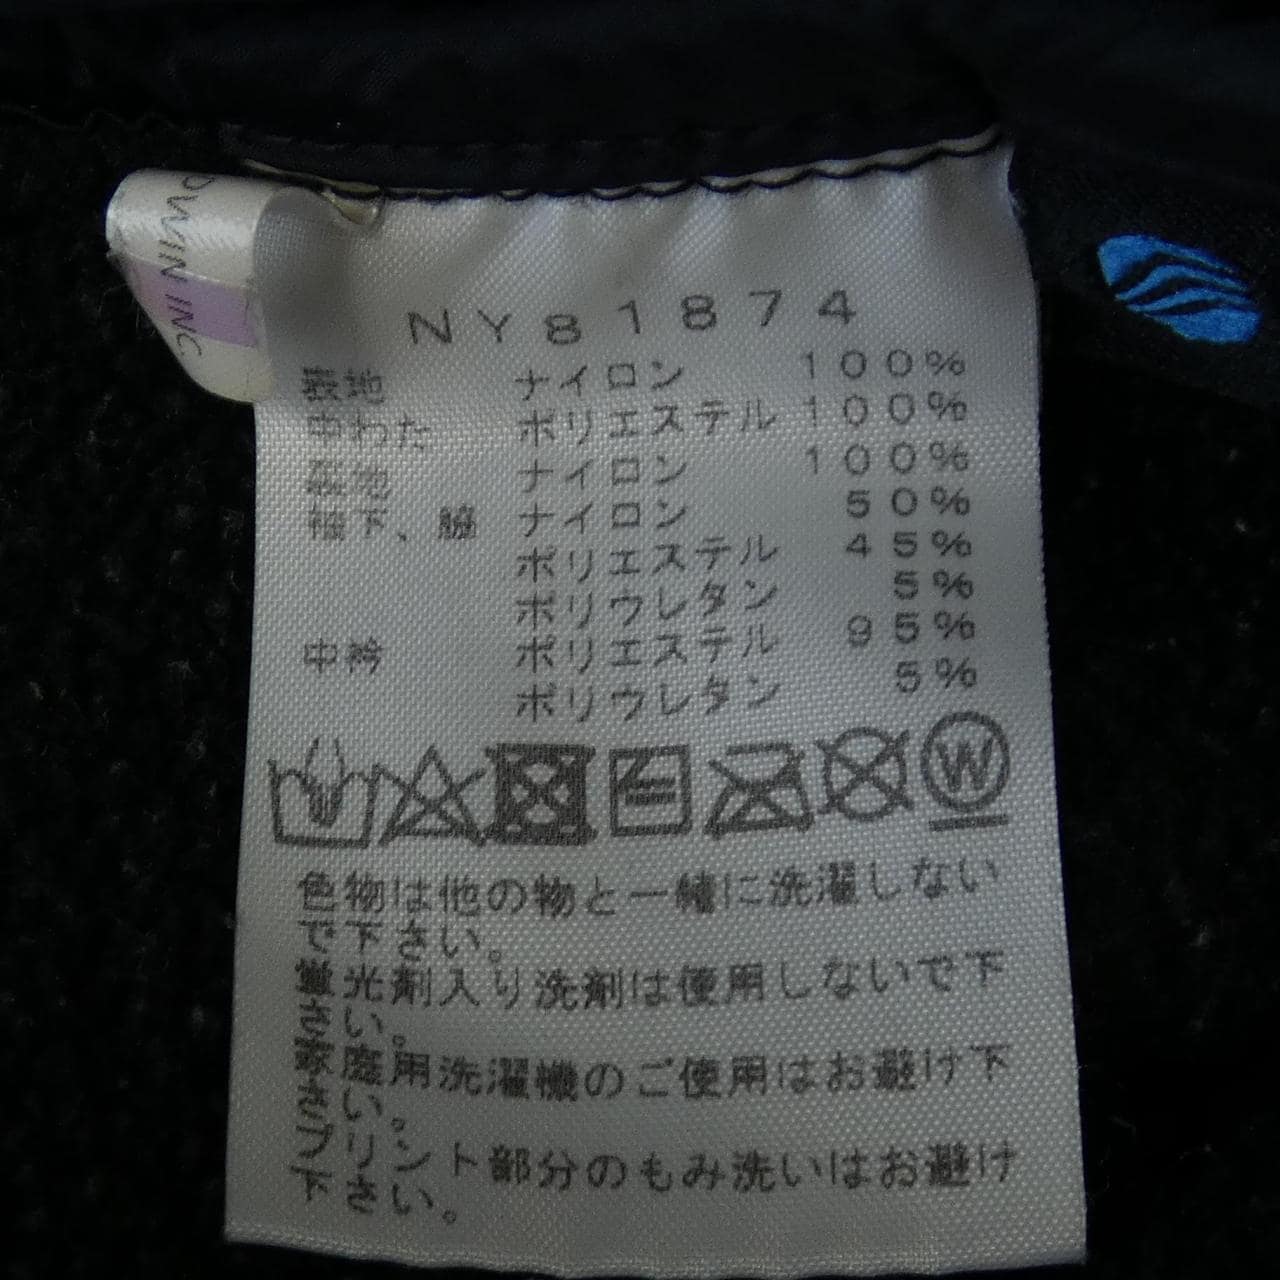 WIN INC.
NY81874
表地 ナイロン 100%
中わた ポリエステル 100%
裏地 ナイロン 100%
袖下、脇 ナイロン 50%
ポリエステル 45%
ポリウレタン 5%
中衿 ポリエステル 95%
ポリウレタン 5%
W
色物は他の物と一緒に洗濯しない
で下さい。
蛍光剤入り洗剤は使用しないで下
さい。
家庭用洗濯機のご使用はお避け下
さい。
プリント部分のもみ洗いはお避け
下さい。